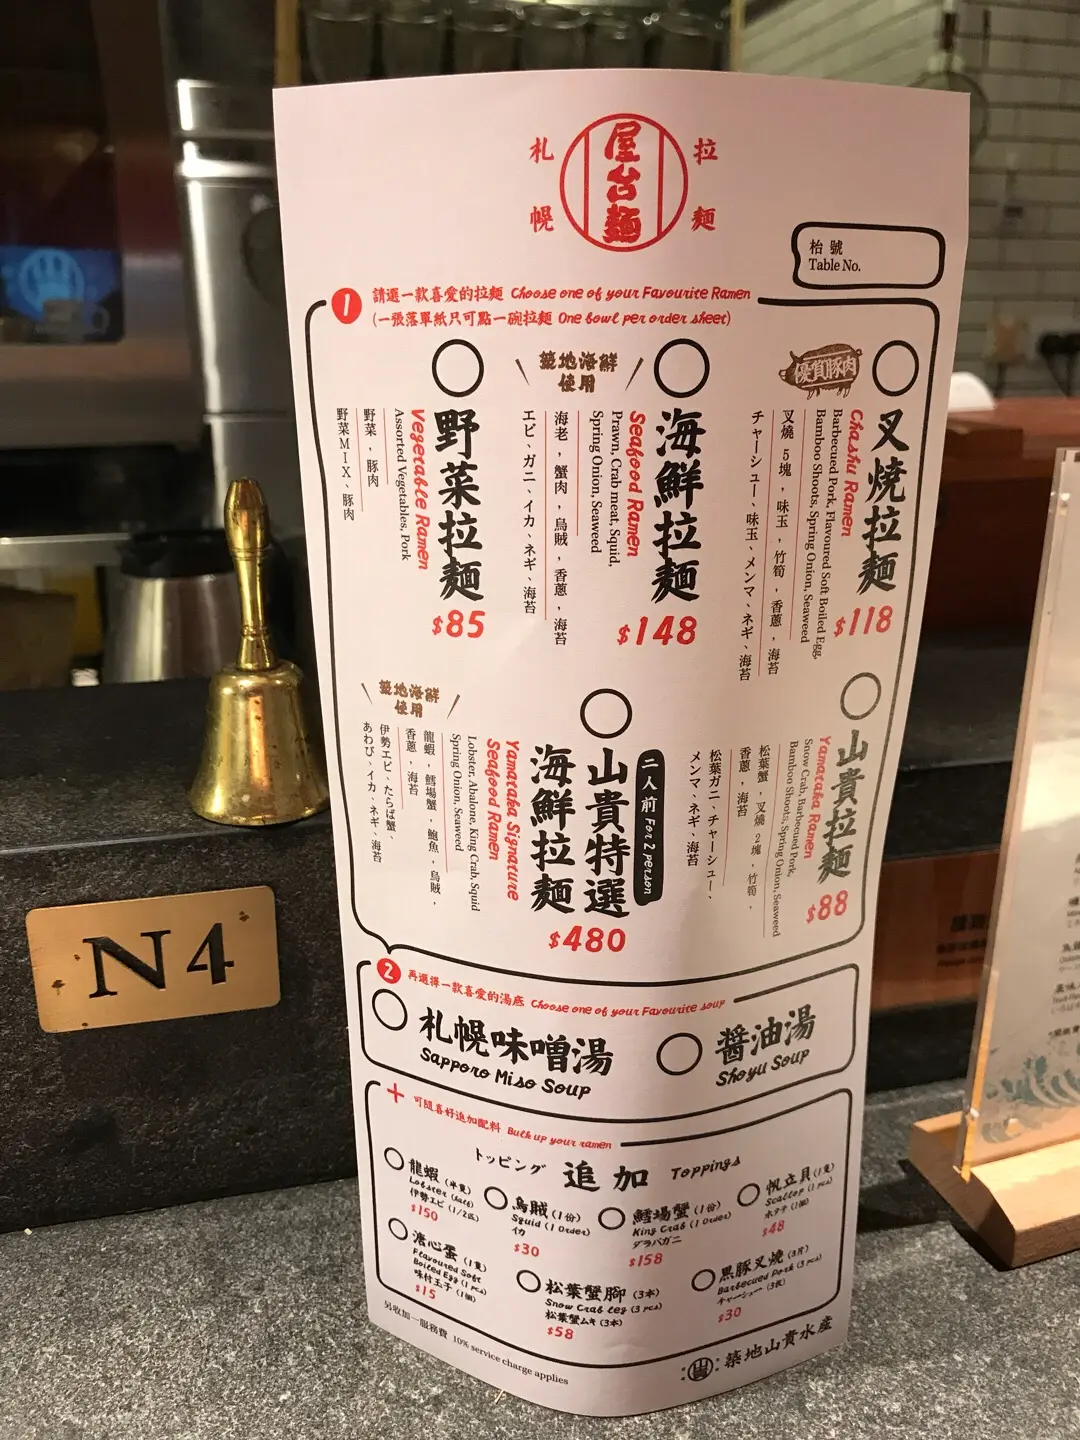 札幌
屋台麵
拉麵
枱號
Table No.
1 請選一款喜愛的拉麵 Choose one of your Favourite Ramen
(一張落單紙只可點一碗拉麵 One bowl per order sheet)
優質豚肉
叉燒拉麵
$118
Chashu Ramen
Barbecued Pork, Flavoured Soft Boiled Egg,
Bamboo Shoots, Spring Onion, Seaweed
叉燒 5塊，味玉，竹筍，香蔥，海苔
チャーシュー、味玉、メンマ、ネギ、海苔
築地海鮮
使用
海鮮拉麵
$148
Seafood Ramen
Prawn, Crab meat, Squid,
Spring Onion, Seaweed
海老，蟹肉，烏賊，香蔥，海苔
エビ、ガニ、イカ、ネギ、海苔
野菜拉麵
$85
Vegetable Ramen
Assorted Vegetables, Pork
野菜，豚肉
野菜MIX、豚肉
山貴拉麵
$88
Yamataka Ramen
Snow Crab, Barbecued Pork,
Bamboo Shoots, Spring Onion, Seaweed
松葉蟹，叉燒 2塊，竹筍，
香蔥，海苔
松葉ガニ、チャーシュー、
メンマ、ネギ、海苔
二人前 For 2 person
山貴特選
海鮮拉麵
$480
Yamataka Signature
Seafood Ramen
Lobster, Abalone, King Crab, Squid
Spring Onion, Seaweed
龍蝦，鱈場蟹，鮑魚，烏賊，
香蔥，海苔
伊勢エビ、たらば蟹、
あわび、イカ、ネギ、海苔
築地海鮮
使用
2 再選擇一款喜愛的湯底 Choose one of your Favourite soup
札幌味噌湯
Sapporo Miso Soup
醤油湯
Shoyu Soup
+ 可隨喜好追加配料 Bulk up your ramen
トッピング 追加 Toppings
龍蝦 (半隻)
Lobster (half)
伊勢エビ (1/2匹)
$150
烏賊 (1份)
Squid (1 Order)
イカ
$30
鱈場蟹 (1份)
King Crab (1 Order)
ダラバガニ
$158
帆立貝 (1隻)
Scallop (1 pcs)
ホタテ (1個)
$48
溏心蛋 (1隻)
Flavoured Soft
Boiled Egg (1 pcs)
味付玉子 (1個)
$15
松葉蟹腳 (3本)
Snow Crab Leg (3 pcs)
松葉蟹ムキ (3本)
$58
黒豚叉燒 (3片)
Barbecued Pork (3 pcs)
チャーシュー (3枚)
$30
另收加一服務費 10% service charge applies
築地山貴水産
N4